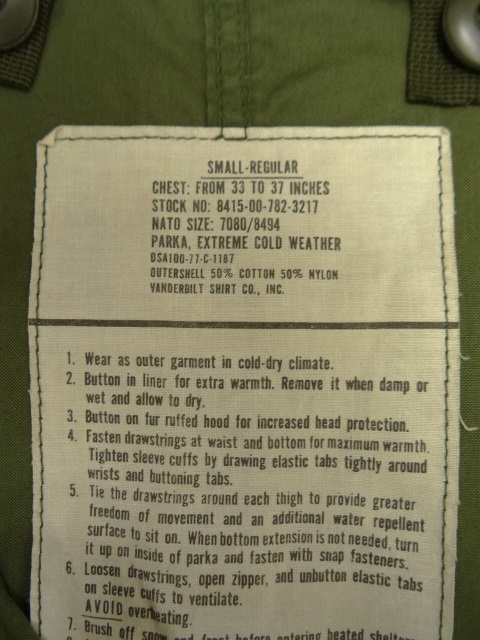 SMALL-REGULAR
CHEST: FROM 33 TO 37 INCHES
STOCK NO: 8415-00-782-3217
NATO SIZE: 7080/8494
PARKA, EXTREME COLD WEATHER
DSA100-77-C-1187
OUTERSHELL 50% COTTON 50% NYLON
VANDERBILT SHIRT CO., INC.
1. Wear as outer garment in cold-dry climate.
2. Button in liner for extra warmth. Remove it when damp or
wet and allow to dry.
3. Button on fur ruffed hood for increased head protection.
4. Fasten drawstrings at waist and bottom for maximum warmth.
Tighten sleeve cuffs by drawing elastic tabs tightly around
wrists and buttoning tabs.
5. Tie the drawstrings around each thigh to provide greater
freedom of movement and an additional water repellent
surface to sit on. When bottom extension is not needed, turn
it up on inside of parka and fasten with snap fasteners.
6. Loosen drawstrings, open zipper, and unbutton elastic tabs
on sleeve cuffs to ventilate.
AVOID overheating.
7. Brush off snow and frost before entering heated